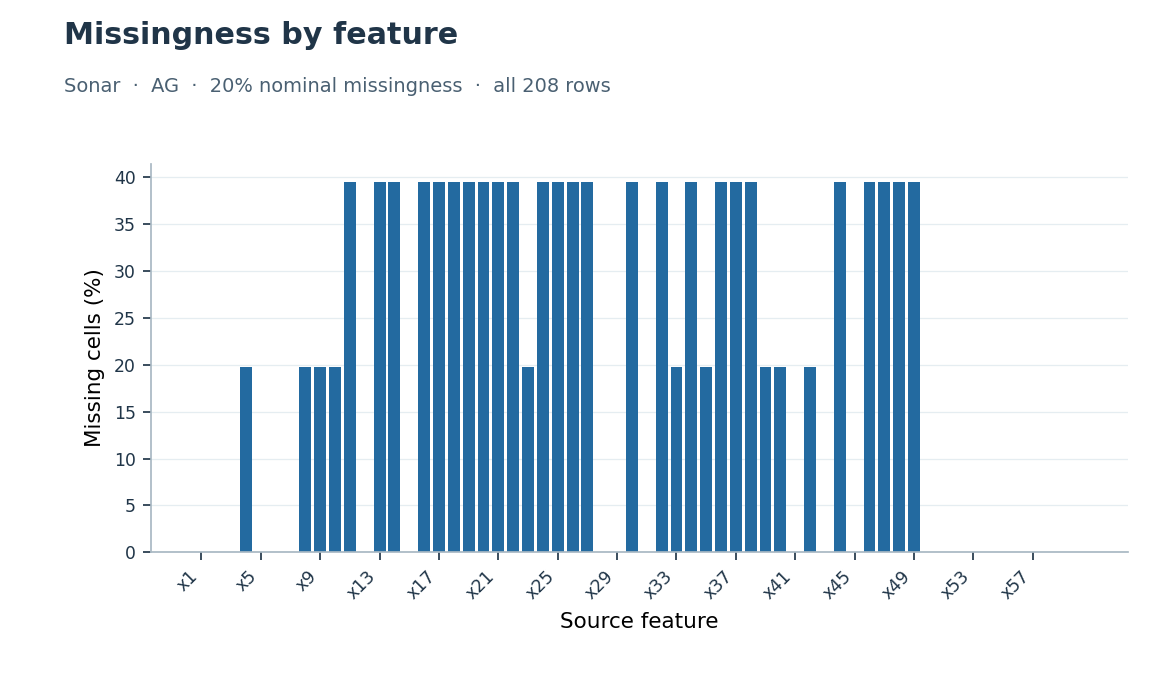 Missingness by feature
Sonar · AG · 20% nominal missingness · all 208 rows
40
35
30
25
20
15
10
5
0
Missing cells (%)
x1 x5 x9 x13 x17 x21 x25 x29 x33 x37 x41 x45 x49 x53 x57
Source feature